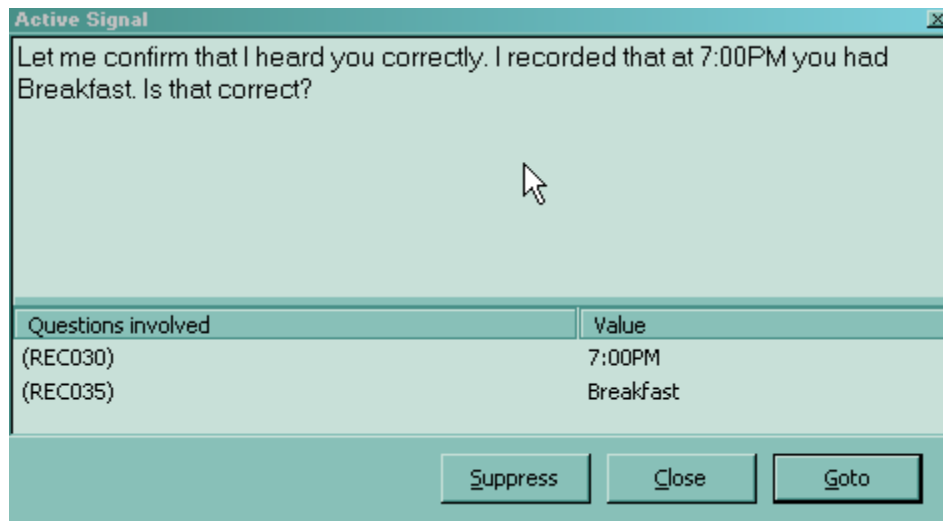 Active Signal
Let me confirm that I heard you correctly. I recorded that at 7:00PM you had
Breakfast. Is that correct?
Questions involved Value
(REC030) 7:00PM
(REC035) Breakfast
Suppress Close Goto